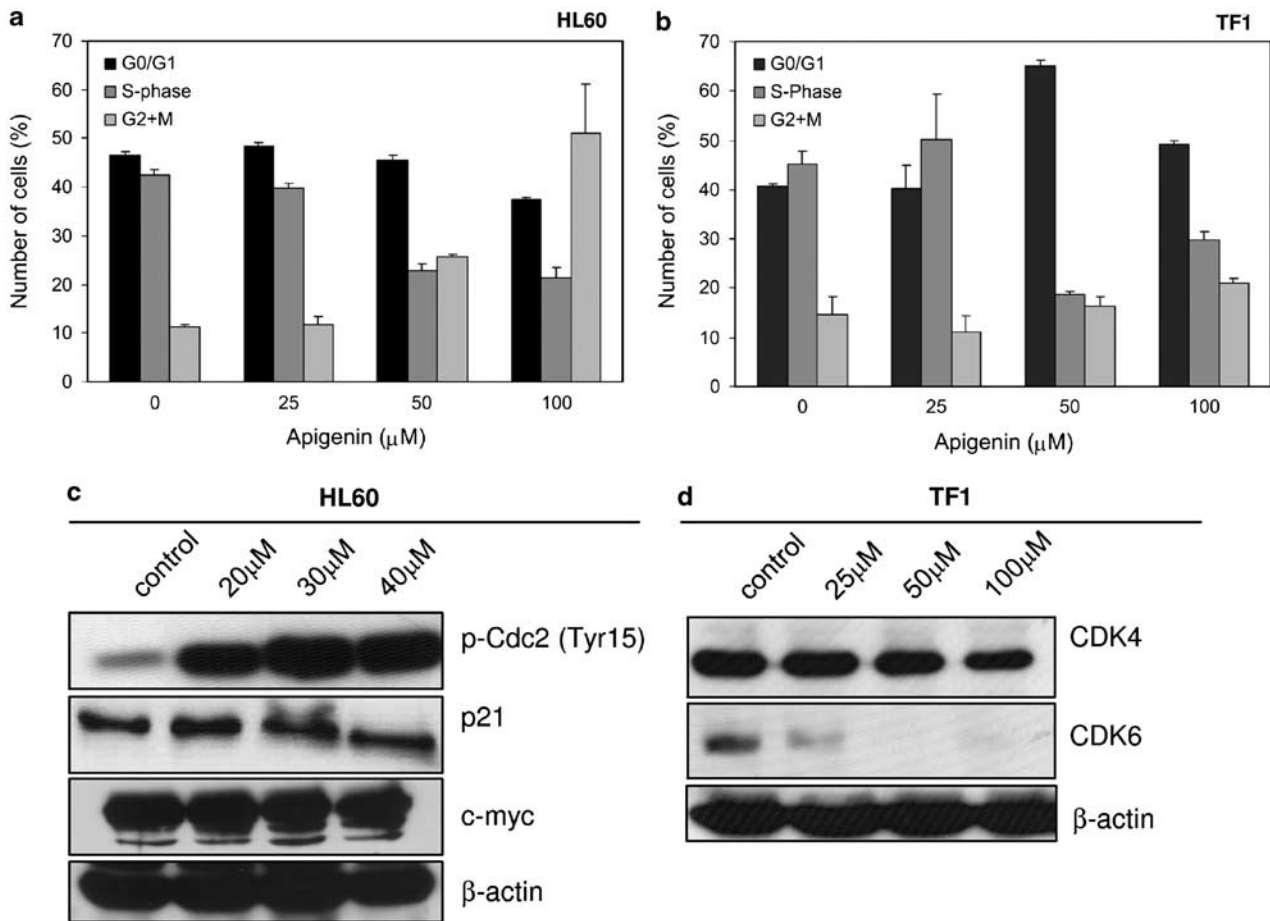 a
HL60
70
60
50
40
30
20
10
0
Number of cells (%)
G0/G1
S-phase
G2+M
0 25 50 100
Apigenin (μM)
b
TF1
70
60
50
40
30
20
10
0
Number of cells (%)
G0/G1
S-Phase
G2+M
0 25 50 100
Apigenin (μM)
c
HL60
control 20μM 30μM 40μM
p-Cdc2 (Tyr15)
p21
c-myc
β-actin
d
TF1
control 25μM 50μM 100μM
CDK4
CDK6
β-actin